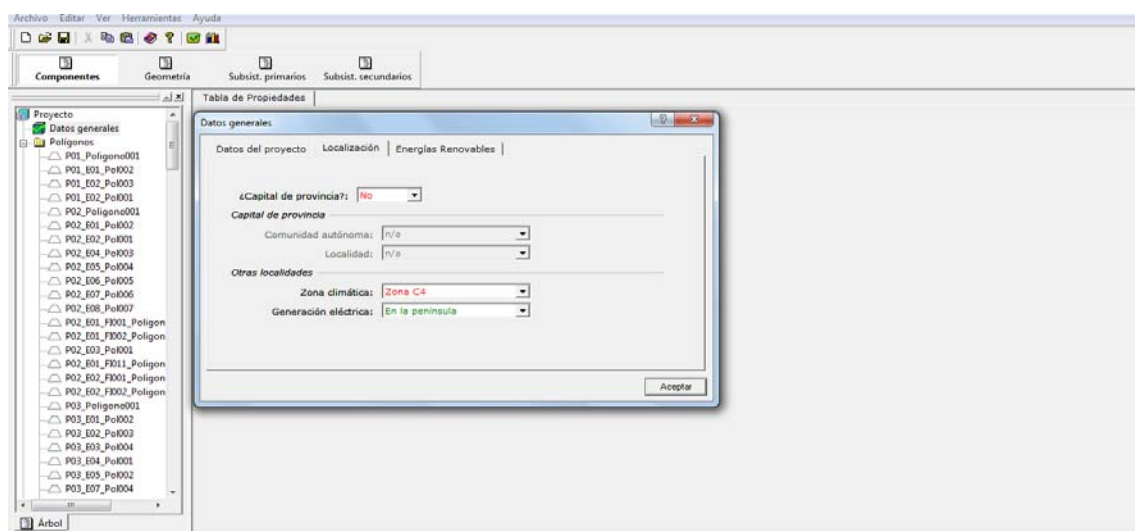 Archivo Editar Ver Herramientas Ayuda
Componentes Geometría Subsist. primarios Subsist. secundarios
Tabla de Propiedades
Proyecto
Datos generales
Polígonos
P01_Poligono001
P01_E01_Pol002
P01_E02_Pol003
P01_E02_Pol001
P02_Poligono001
P02_E01_Pol002
P02_E02_Pol001
P02_E04_Pol003
P02_E05_Pol004
P02_E06_Pol005
P02_E07_Pol006
P02_E08_Pol007
P02_E01_FI001_Poligon
P02_E01_FI002_Poligon
P02_E03_Pol001
P02_E01_FI011_Poligon
P02_E02_FI001_Poligon
P02_E02_FI002_Poligon
P03_Poligono001
P03_E01_Pol002
P03_E02_Pol003
P03_E03_Pol004
P03_E04_Pol001
P03_E05_Pol002
P03_E07_Pol004
Árbol
Datos generales
Datos del proyecto Localización Energías Renovables
¿Capital de provincia?: No
Capital de provincia
Comunidad autónoma: n/a
Localidad: n/a
Otras localidades
Zona climática: Zona C4
Generación eléctrica: En la península
Aceptar